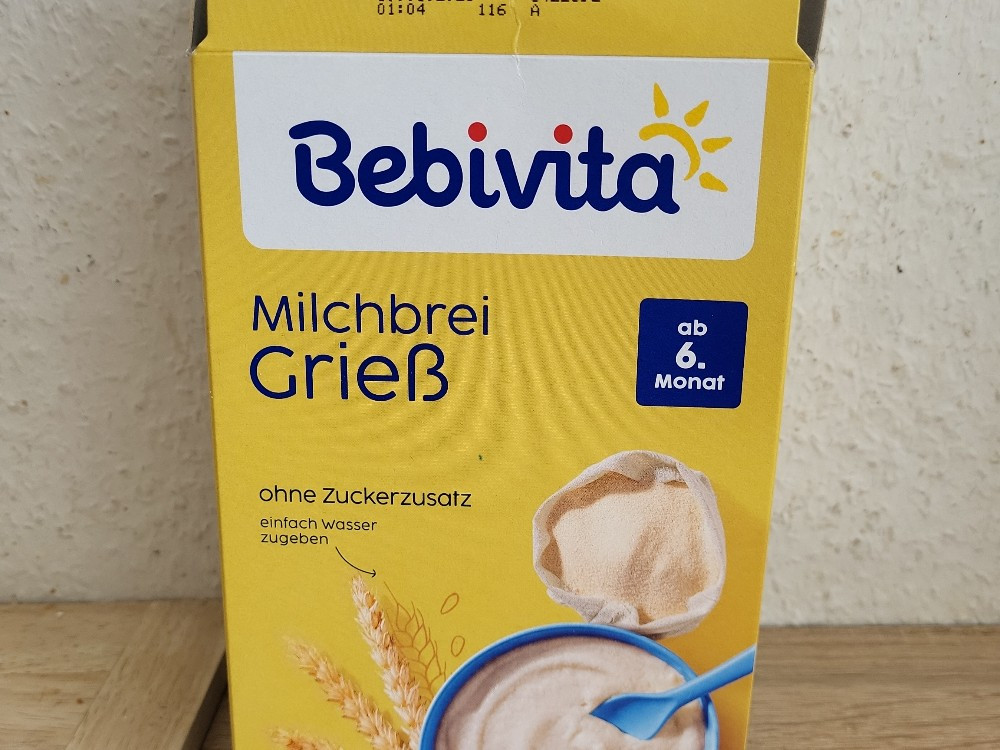 01:04 116 A
Bebivita
Milchbrei
Grieß
ab
6.
Monat
ohne Zuckerzusatz
einfach Wasser
zugeben